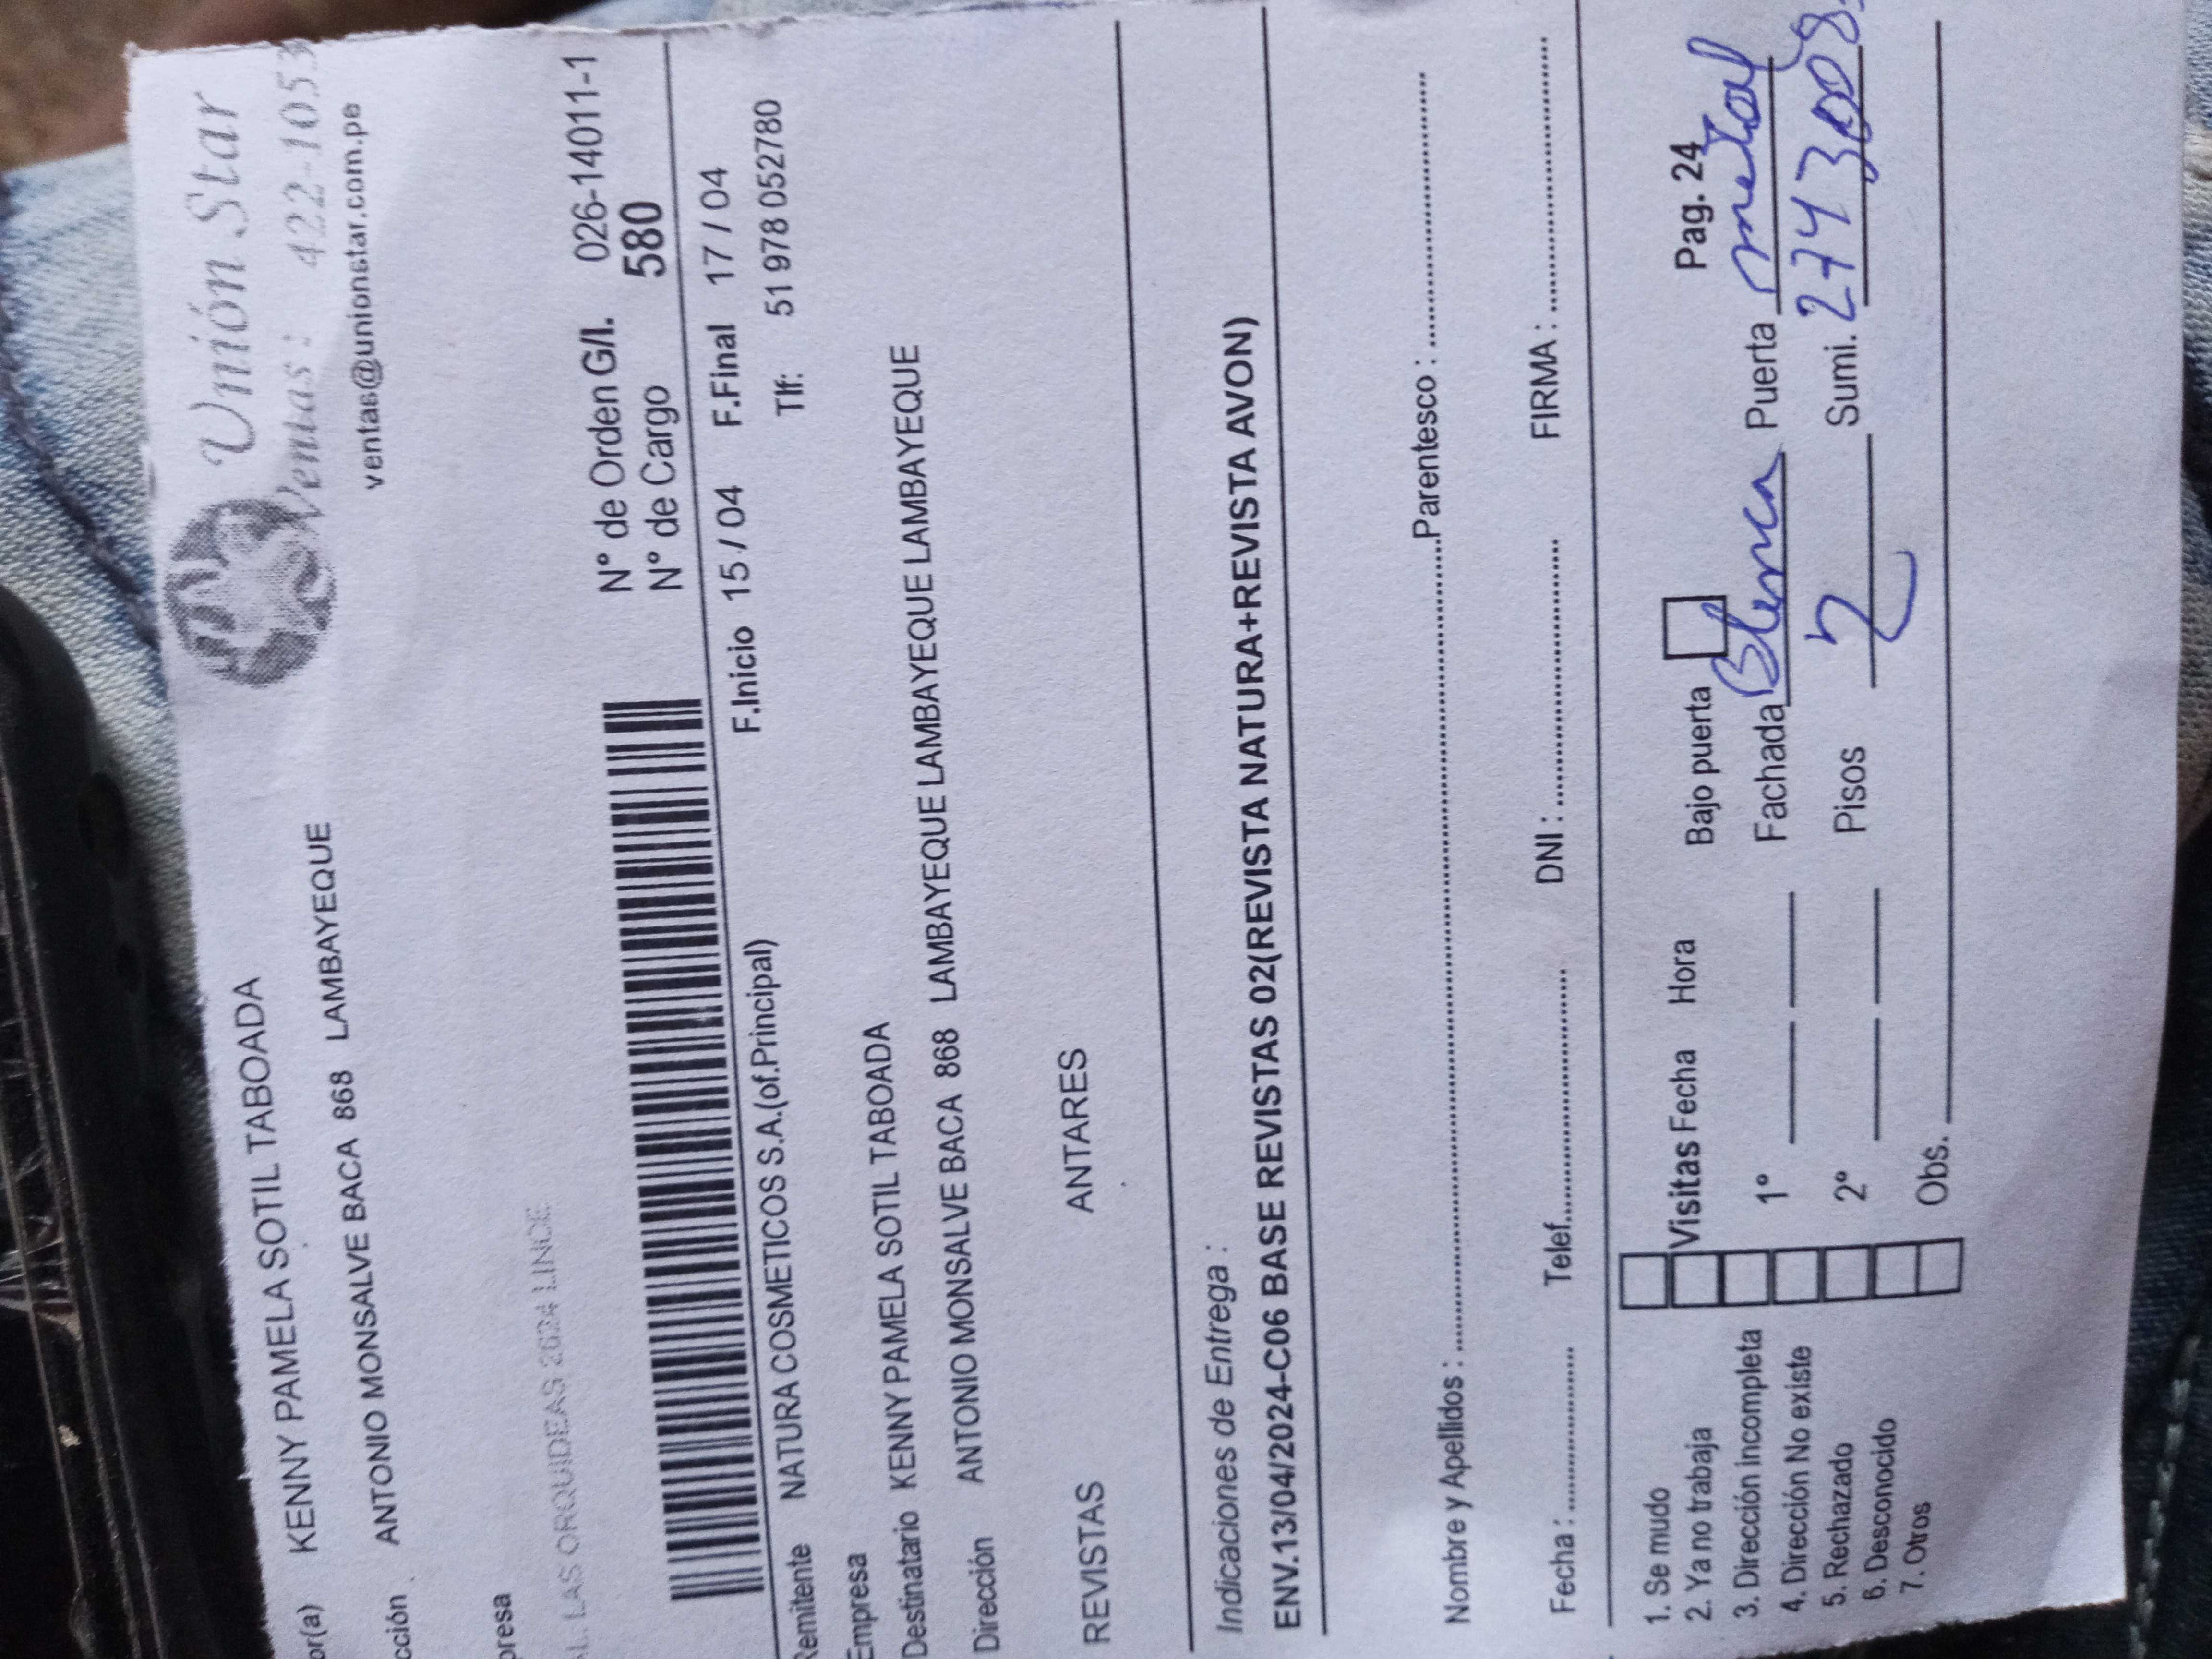 or(a) KENNY PAMELA SOTIL TABOADA
Unión Star
Ventas: 422-1053
cción ANTONIO MONSALVE BACA 868 LAMBAYEQUE
ventas@unionstar.com.pe
presa
LAS ORQUIDEAS 2634 LINCE
N° de Orden G/I. 026-14011-1
N° de Cargo 580
F.Inicio 15 / 04 F.Final 17 / 04
Remitente NATURA COSMETICOS S.A.(of.Principal) Tlf: 51 978 052780
Empresa
Destinatario KENNY PAMELA SOTIL TABOADA
Dirección ANTONIO MONSALVE BACA 868 LAMBAYEQUE LAMBAYEQUE LAMBAYEQUE LAMBAYEQUE
REVISTAS ANTARES
Indicaciones de Entrega :
ENV.13/04/2024-C06 BASE REVISTAS 02(REVISTA NATURA+REVISTA AVON)
Nombre y Apellidos : Parentesco :
Fecha : Telef. DNI : FIRMA :
1. Se mudo
2. Ya no trabaja
3. Dirección incompleta
4. Dirección No existe
5. Rechazado
6. Desconocido
7. Otros
Visitas Fecha Hora Bajo puerta Pag. 24
1° Fachada Blanca Puerta metal
2° Pisos 2 Sumi.
Obs.